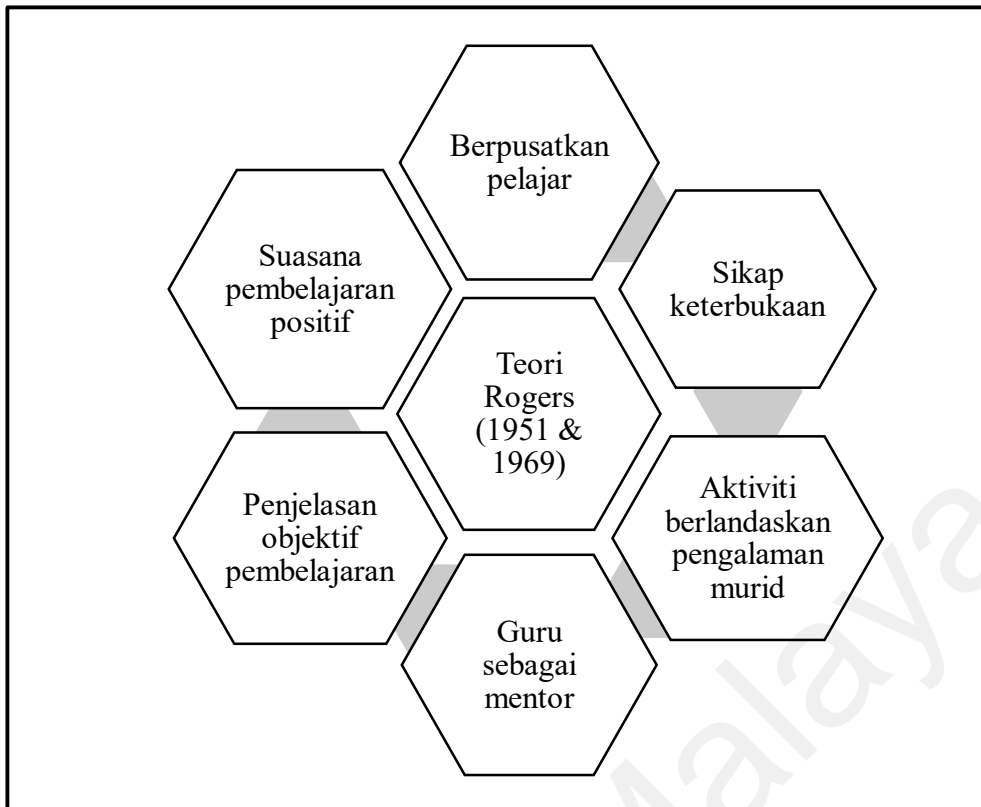 Berpusatkan
pelajar
Sikap
keterbukaan
Aktiviti
berlandaskan
pengalaman
murid
Guru
sebagai
mentor
Penjelasan
objektif
pembelajaran
Suasana
pembelajaran
positif
Teori
Rogers
(1951 &
1969)
Malaya